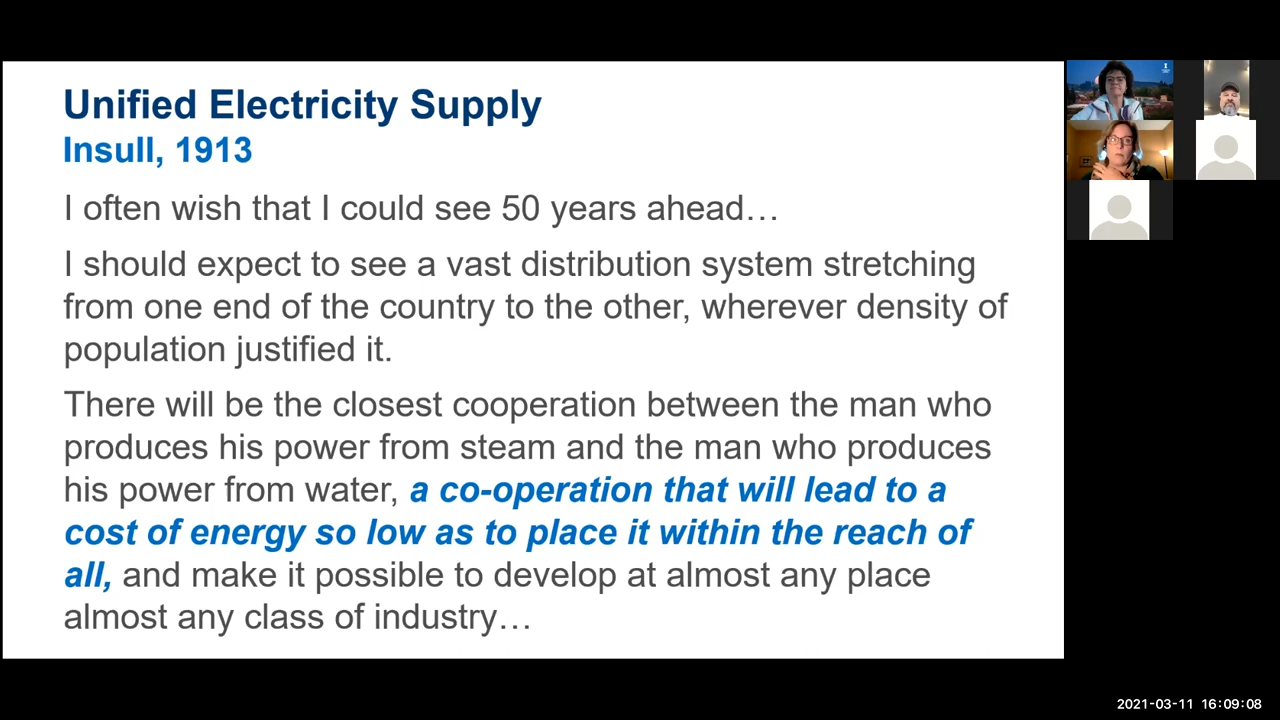 Unified Electricity Supply
Insull, 1913
I often wish that I could see 50 years ahead…
I should expect to see a vast distribution system stretching
from one end of the country to the other, wherever density of
population justified it.
There will be the closest cooperation between the man who
produces his power from steam and the man who produces
his power from water, a co-operation that will lead to a
cost of energy so low as to place it within the reach of
all, and make it possible to develop at almost any place
almost any class of industry…
2021-03-11 16:09:08